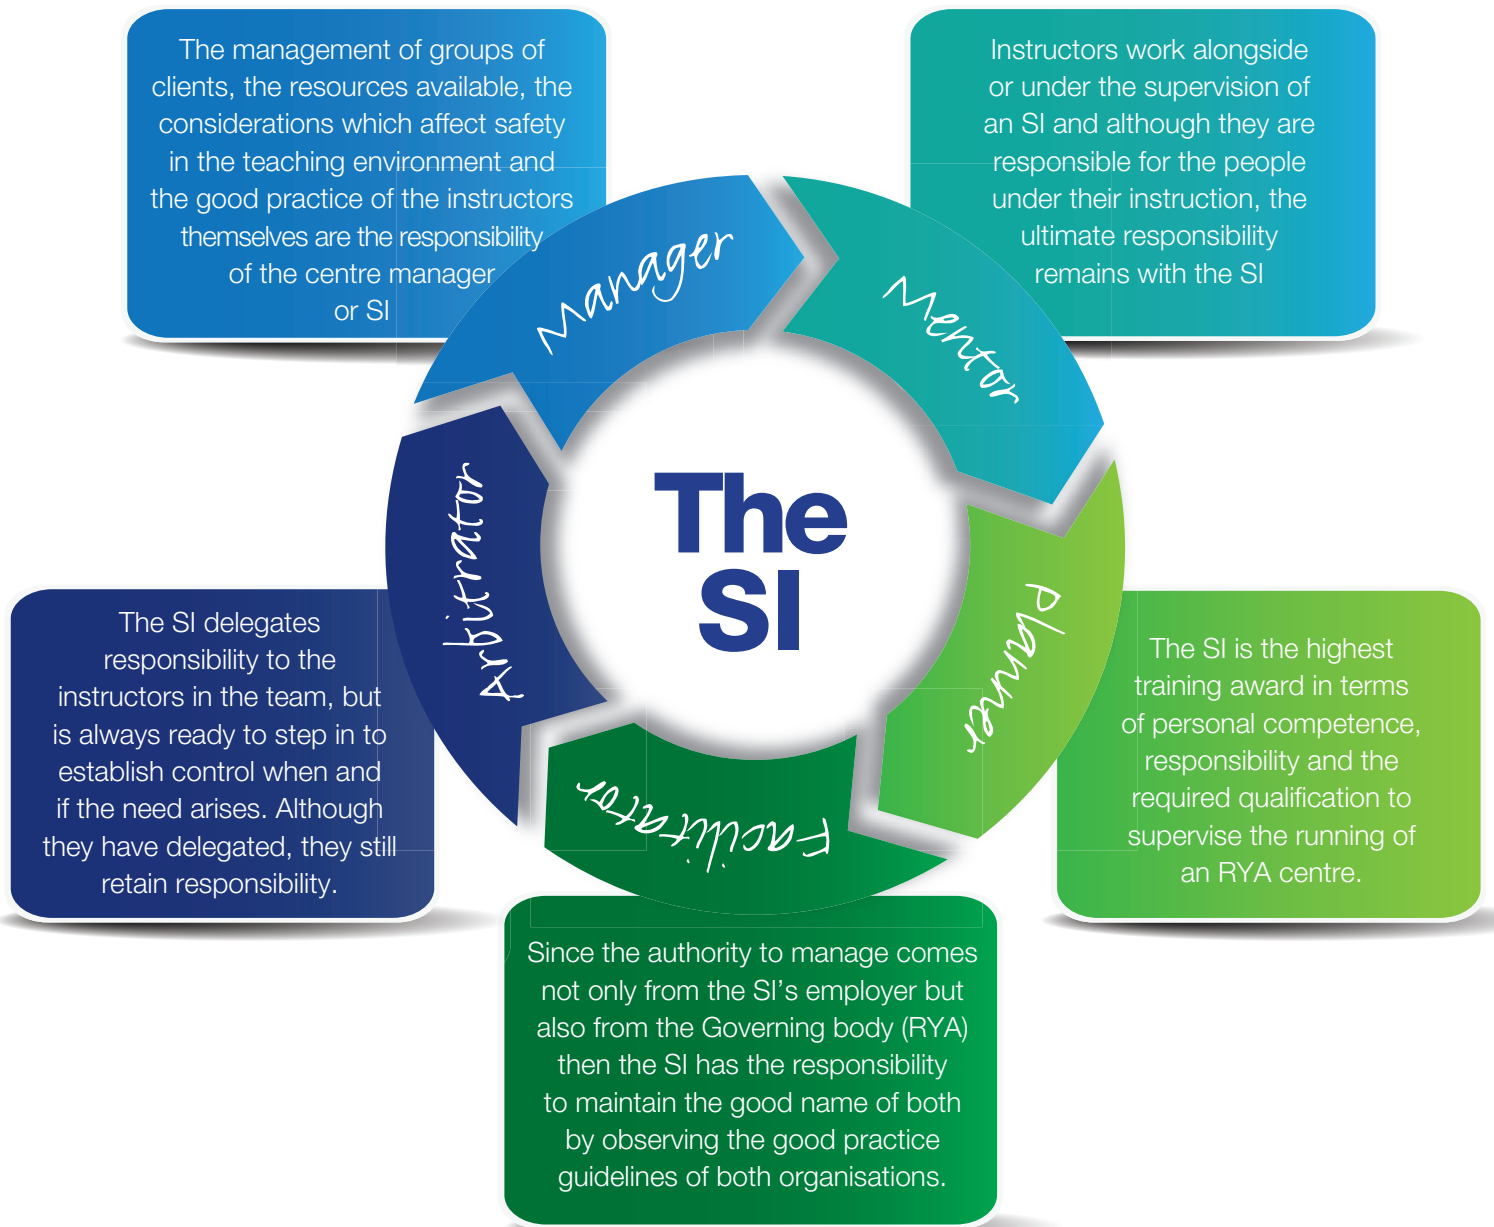 The management of groups of
clients, the resources available, the
considerations which affect safety
in the teaching environment and
the good practice of the instructors
themselves are the responsibility
of the centre manager
or SI
Instructors work alongside
or under the supervision of
an SI and although they are
responsible for the people
under their instruction, the
ultimate responsibility
remains with the SI
Manager
Mentor
The
SI
Arbitrator
Planner
Facilitator
The SI delegates
responsibility to the
instructors in the team, but
is always ready to step in to
establish control when and
if the need arises. Although
they have delegated, they still
retain responsibility.
The SI is the highest
training award in terms
of personal competence,
responsibility and the
required qualification to
supervise the running of
an RYA centre.
Since the authority to manage comes
not only from the SI's employer but
also from the Governing body (RYA)
then the SI has the responsibility
to maintain the good name of both
by observing the good practice
guidelines of both organisations.